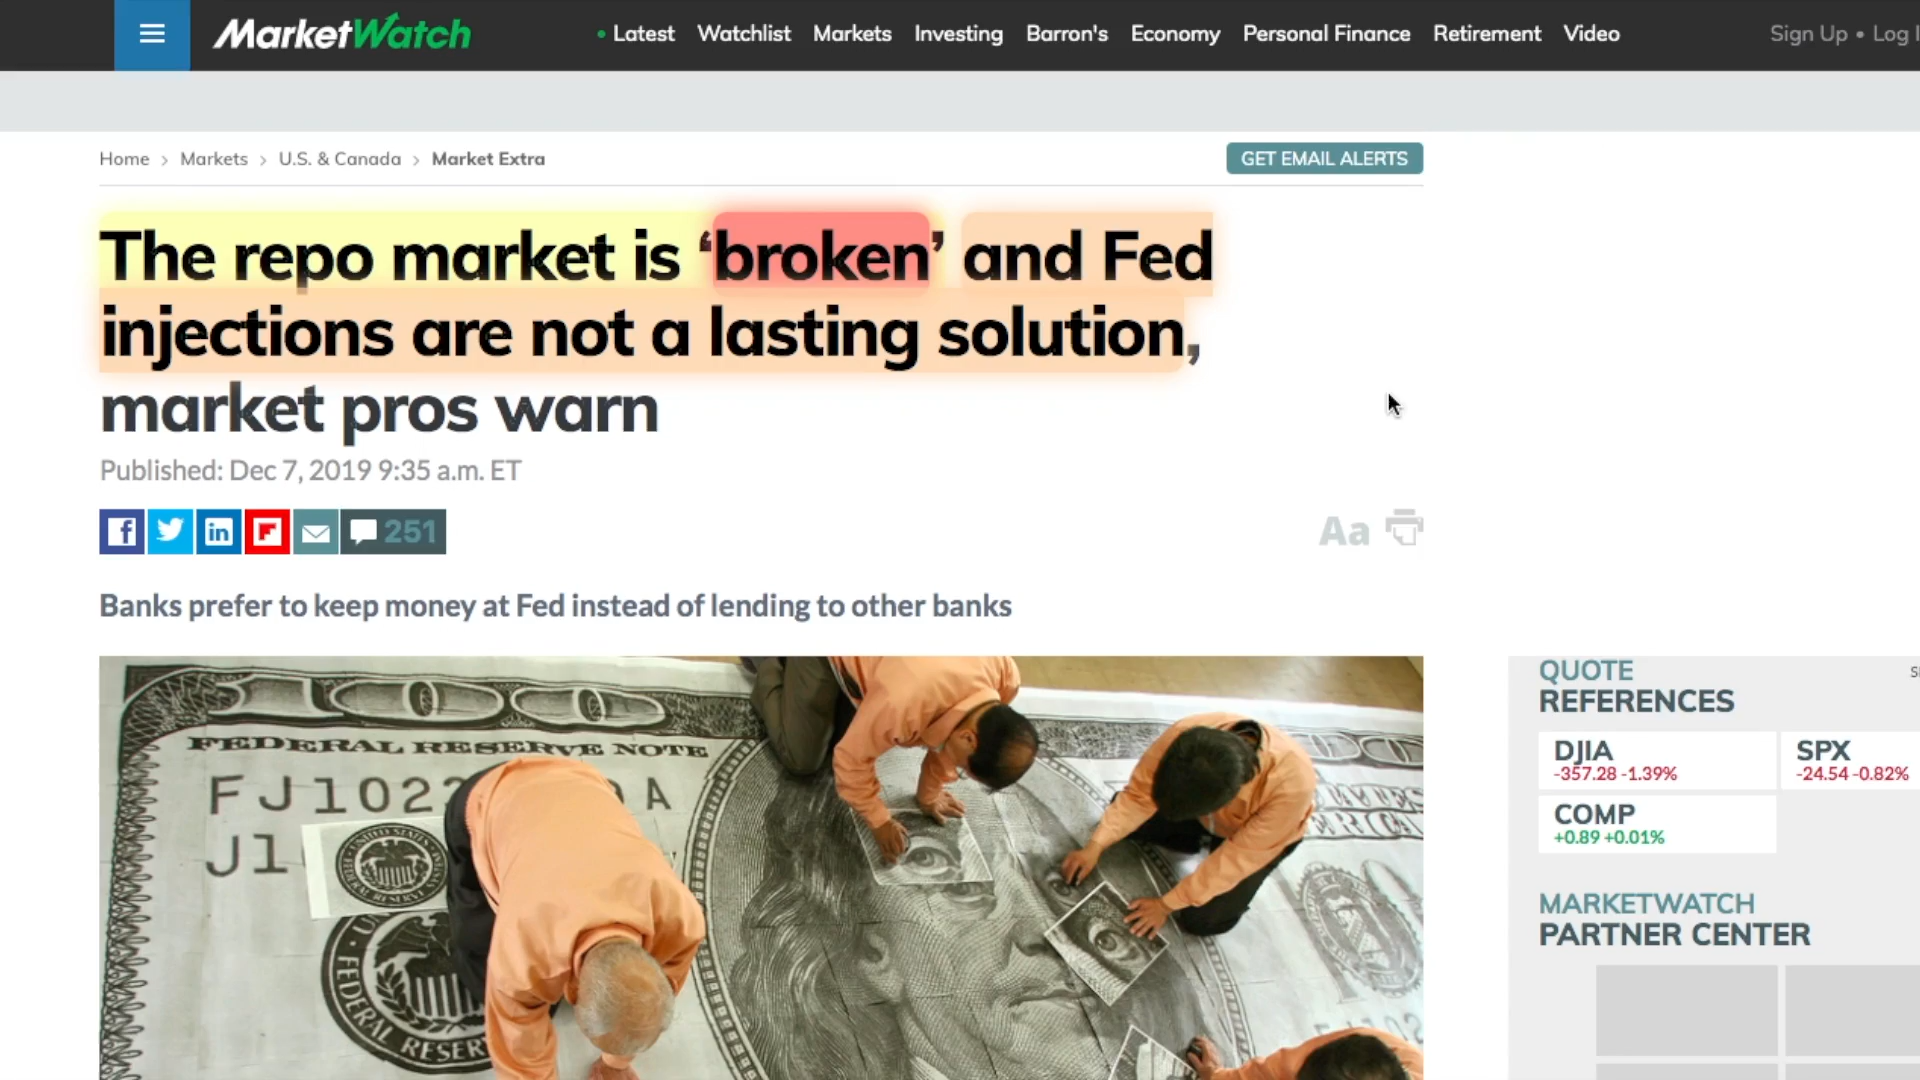 MarketWatch
• Latest Watchlist Markets Investing Barron's Economy Personal Finance Retirement Video
Sign Up • Log I
Home > Markets > U.S. & Canada > Market Extra
GET EMAIL ALERTS
The repo market is ‘broken’ and Fed
injections are not a lasting solution,
market pros warn
Published: Dec 7, 2019 9:35 a.m. ET
251
Aa
Banks prefer to keep money at Fed instead of lending to other banks
100
FEDERAL RESERVE NOTE
FJ102
A
J1
FEDERAL RESER
QUOTE
REFERENCES
DJIA
-357.28 -1.39%
SPX
-24.54 -0.82%
COMP
+0.89 +0.01%
MARKETWATCH
PARTNER CENTER